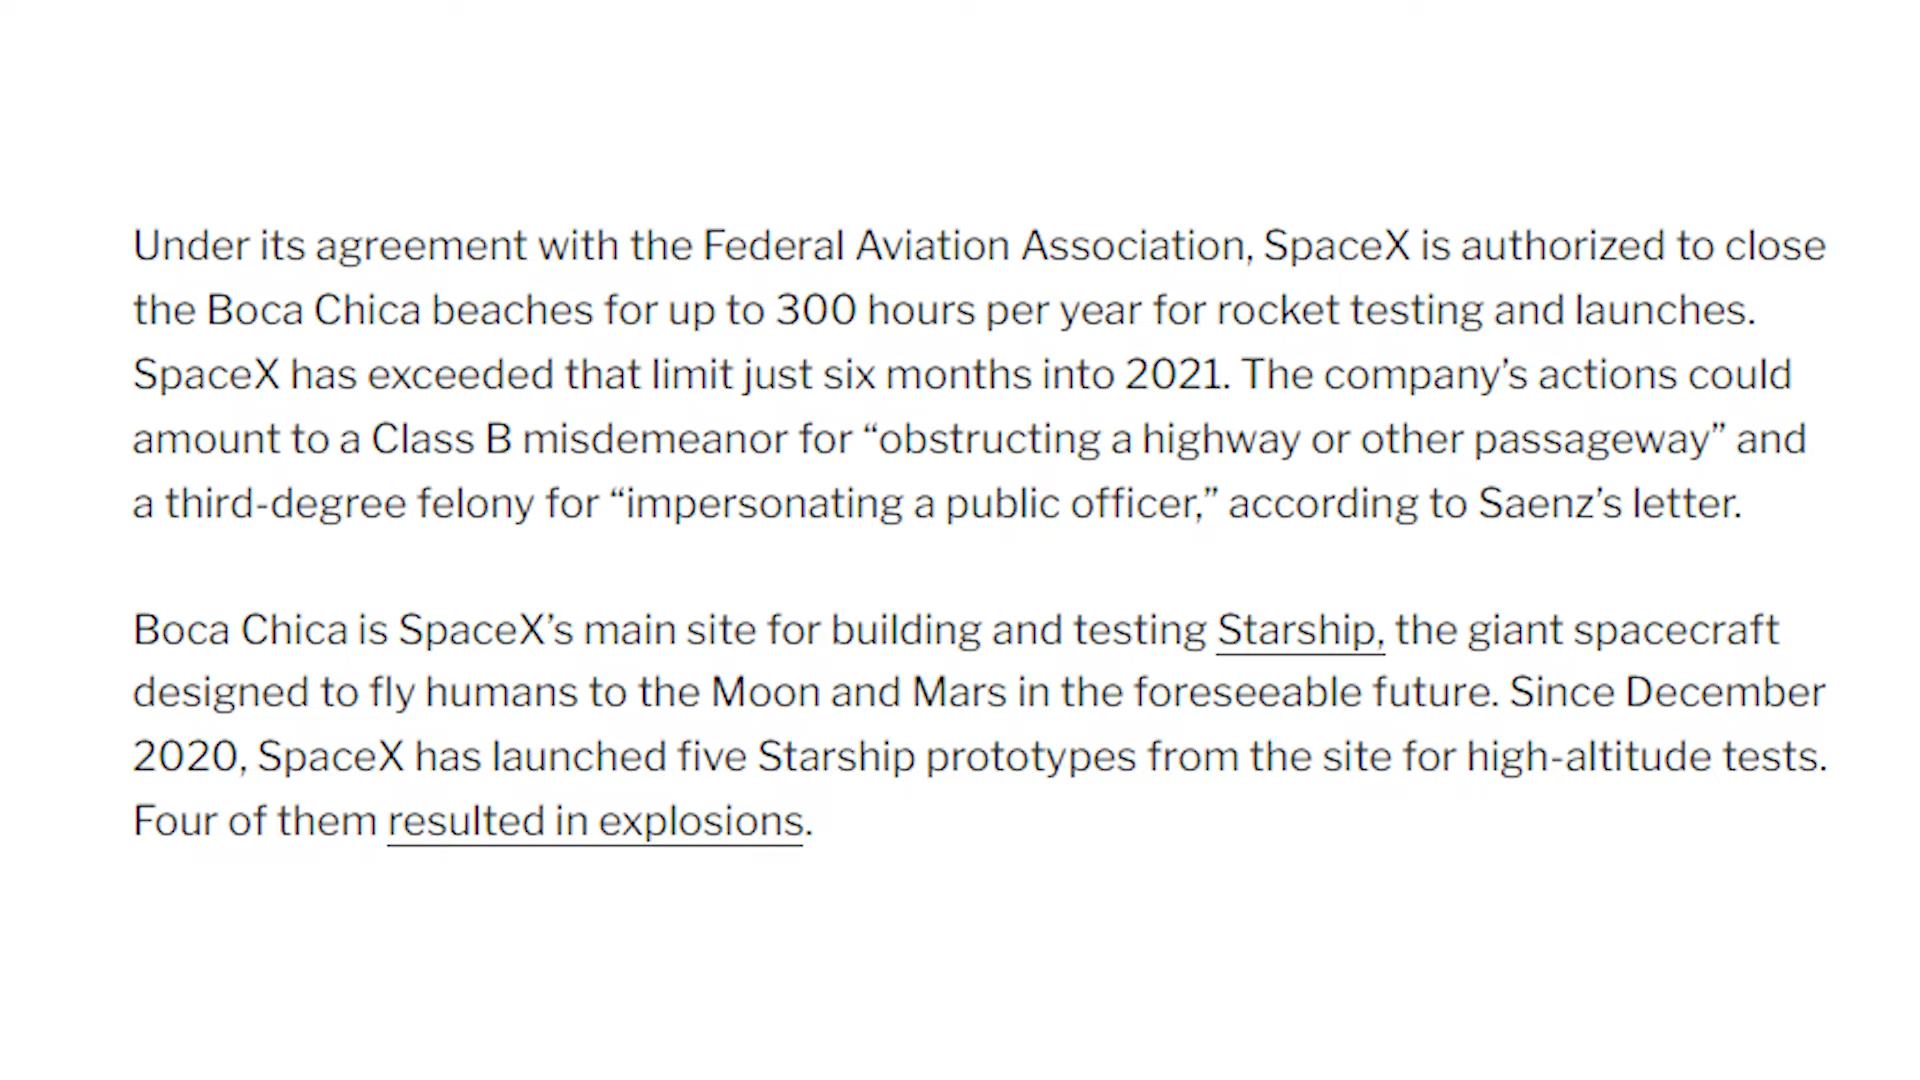 Under its agreement with the Federal Aviation Association, SpaceX is authorized to close
the Boca Chica beaches for up to 300 hours per year for rocket testing and launches.
SpaceX has exceeded that limit just six months into 2021. The company’s actions could
amount to a Class B misdemeanor for “obstructing a highway or other passageway” and
a third-degree felony for “impersonating a public officer,” according to Saenz’s letter.
Boca Chica is SpaceX’s main site for building and testing Starship, the giant spacecraft
designed to fly humans to the Moon and Mars in the foreseeable future. Since December
2020, SpaceX has launched five Starship prototypes from the site for high-altitude tests.
Four of them resulted in explosions.